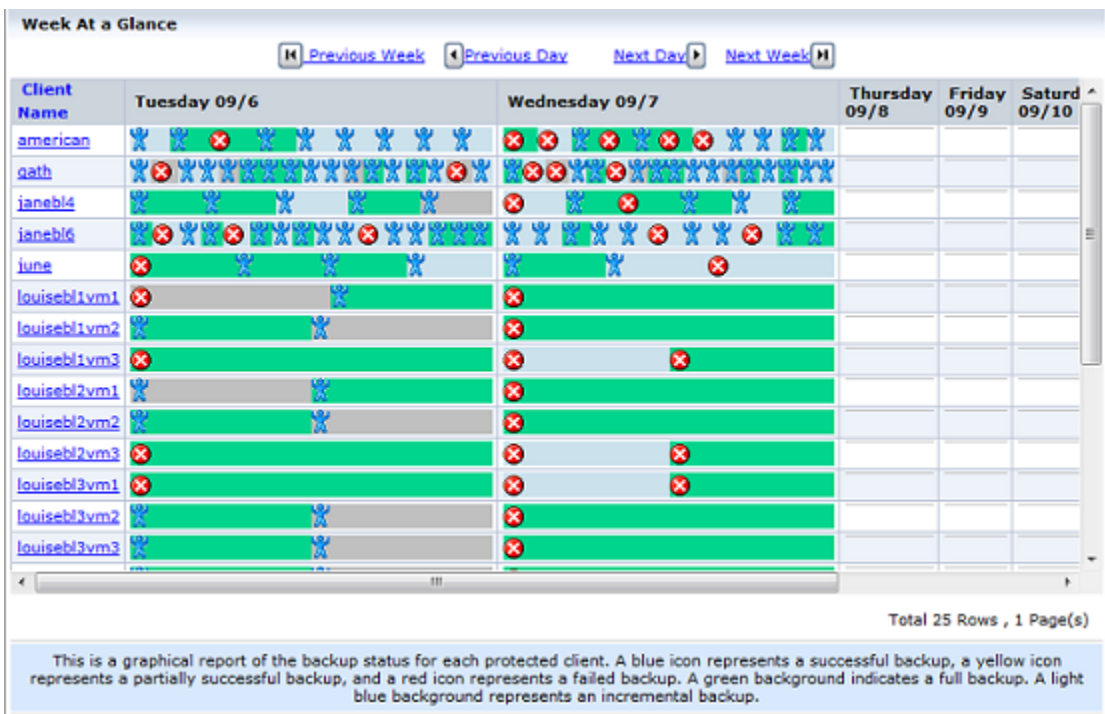 Week At a Glance
Previous Week Previous Day Next Day Next Week
Client Name Tuesday 09/6 Wednesday 09/7 Thursday 09/8 Friday 09/9 Saturd 09/10
american
oath
janebl4
janebl6
june
louisebl1vm1
louisebl1vm2
louisebl1vm3
louisebl2vm1
louisebl2vm2
louisebl2vm3
louisebl3vm1
louisebl3vm2
louisebl3vm3
Total 25 Rows , 1 Page(s)
This is a graphical report of the backup status for each protected client. A blue icon represents a successful backup, a yellow icon
represents a partially successful backup, and a red icon represents a failed backup. A green background indicates a full backup. A light
blue background represents an incremental backup.